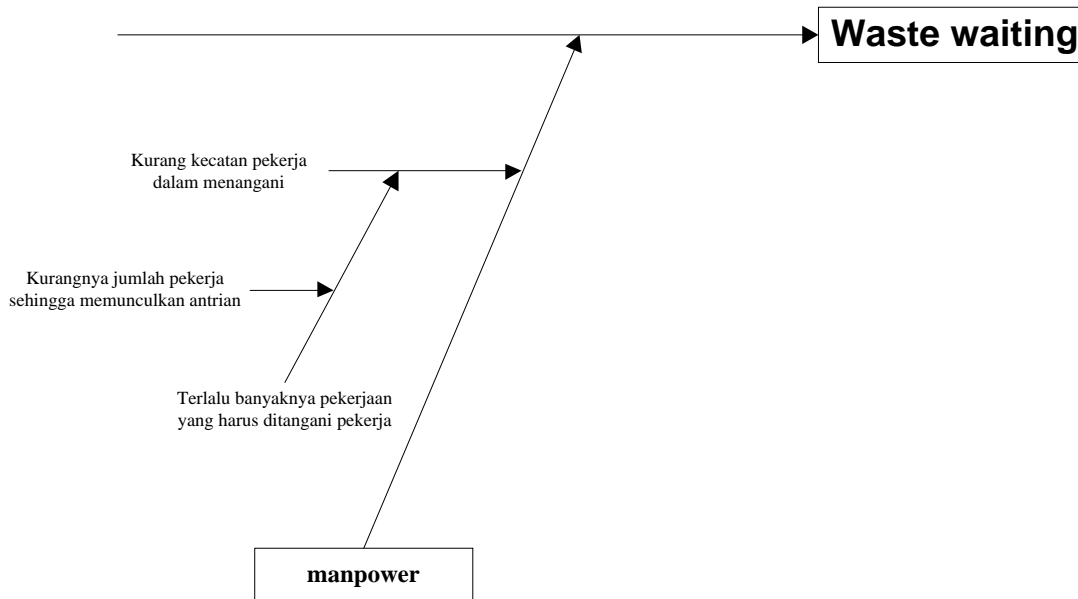 Waste waiting
Kurang kecatan pekerja
dalam menangani
Kurangnya jumlah pekerja
sehingga memunculkan antrian
Terlalu banyaknya pekerjaan
yang harus ditangani pekerja
manpower